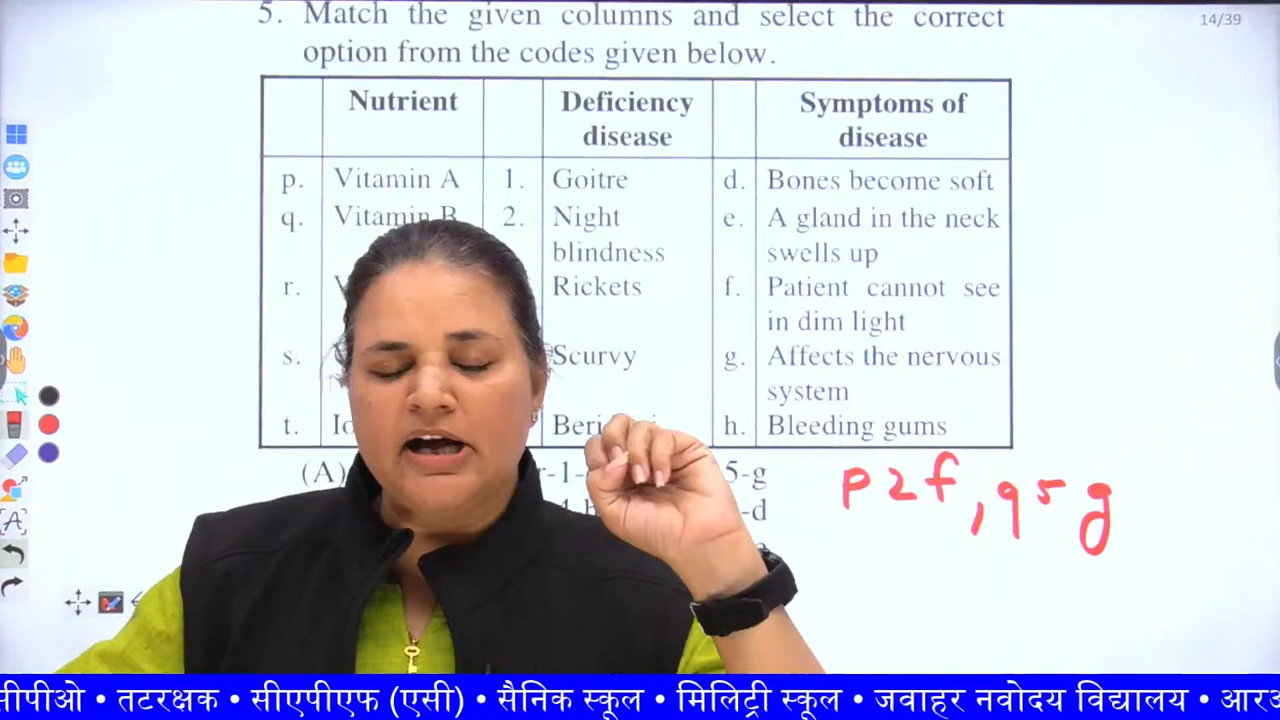 5. Match the given columns and select the correct
14/39
option from the codes given below.
Nutrient Deficiency disease Symptoms of disease
p. Vitamin A 1. Goitre d. Bones become soft
q. Vitamin B 2. Night blindness e. A gland in the neck swells up
r. Rickets f. Patient cannot see in dim light
s. Scurvy g. Affects the nervous system
t. h. Bleeding gums
(A) 5-g
p2f, q5g
सीपीओ • तटरक्षक • सीएपीएफ (एसी) • सैनिक स्कूल • मिलिट्री स्कूल • जवाहर नवोदय विद्यालय •